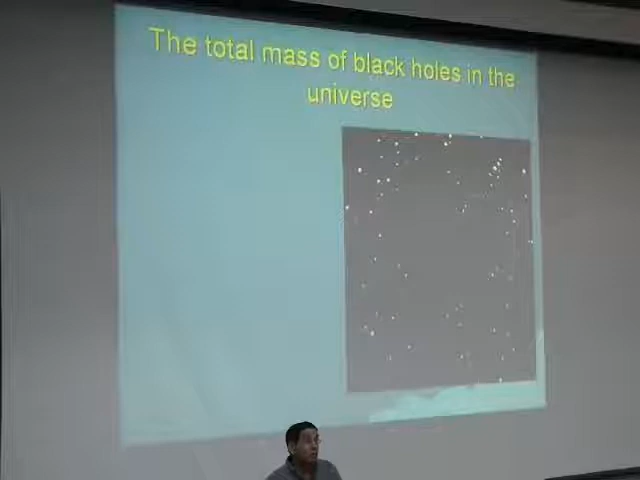 The total mass of black holes in the
universe